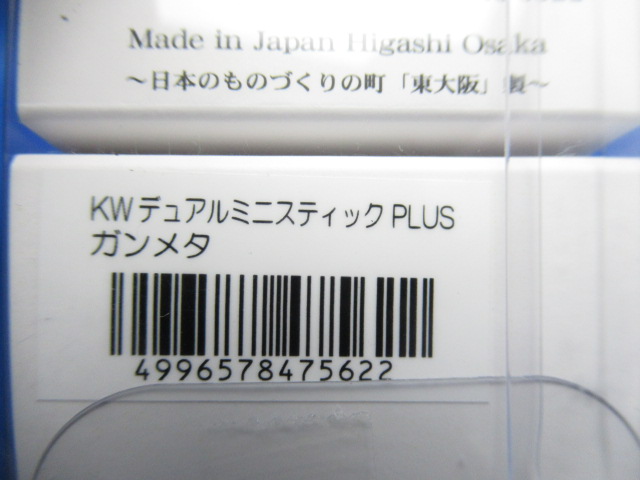 Made in Japan Higashi Osaka
～日本のものづくりの町「東大阪」製～
KWデュアルミニスティックPLUS
ガンメタ
4996578475622